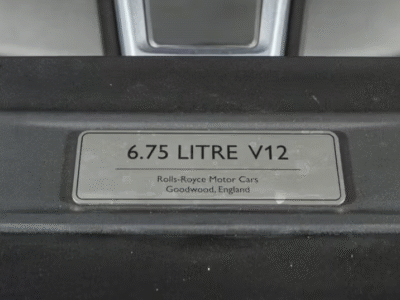 6.75 LITRE V12
Rolls-Royce Motor Cars
Goodwood, England